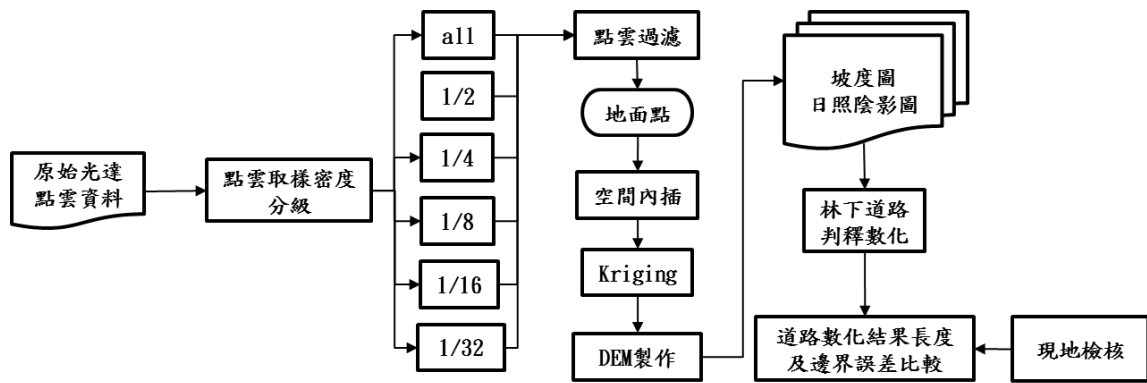 原始光達
點雲資料
點雲取樣密度
分級
all
1/2
1/4
1/8
1/16
1/32
點雲過濾
地面點
空間內插
Kriging
DEM製作
坡度圖
日照陰影圖
林下道路
判釋數化
道路數化結果長度
及邊界誤差比較
現地檢核